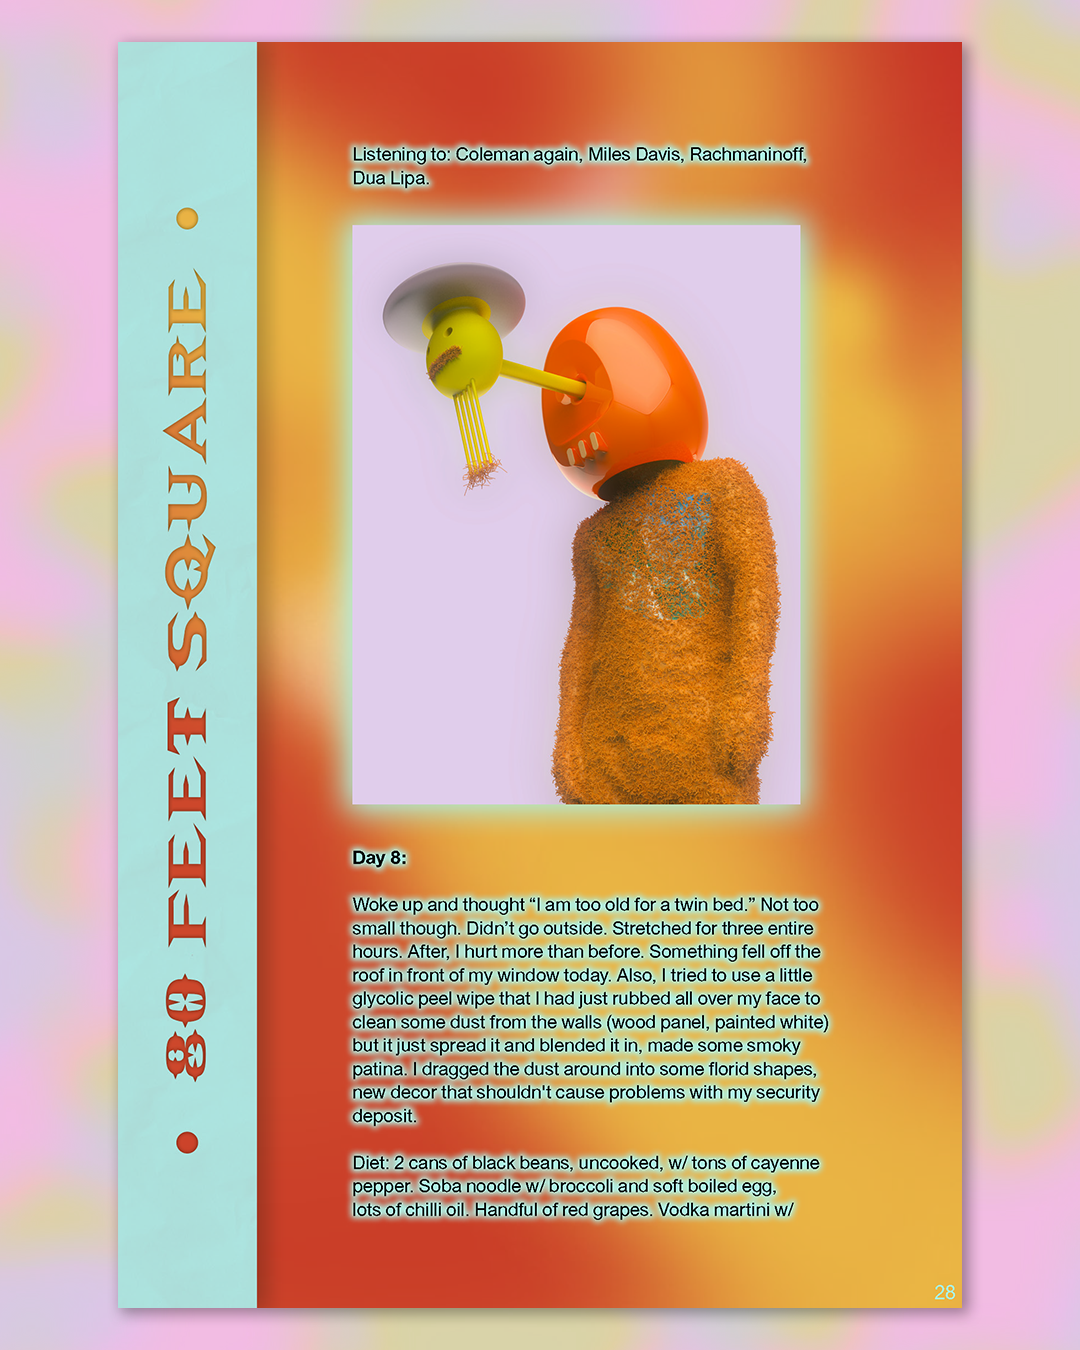 80 FEET SQUARE
Listening to: Coleman again, Miles Davis, Rachmaninoff,
Dua Lipa.
Day 8:
Woke up and thought “I am too old for a twin bed.” Not too
small though. Didn’t go outside. Stretched for three entire
hours. After, I hurt more than before. Something fell off the
roof in front of my window today. Also, I tried to use a little
glycolic peel wipe that I had just rubbed all over my face to
clean some dust from the walls (wood panel, painted white)
but it just spread it and blended it in, made some smoky
patina. I dragged the dust around into some florid shapes,
new decor that shouldn't cause problems with my security
deposit.
Diet: 2 cans of black beans, uncooked, w/ tons of cayenne
pepper. Soba noodle w/ broccoli and soft boiled egg,
lots of chilli oil. Handful of red grapes. Vodka martini w/
28